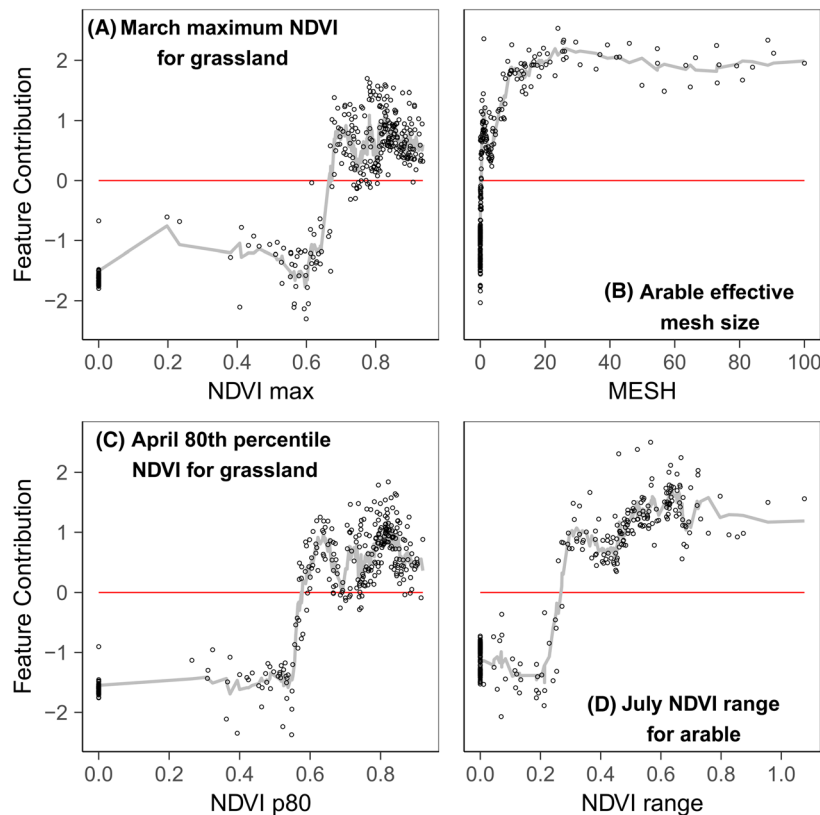 (A) March maximum NDVI
for grassland
Feature Contribution
2
1
0
−1
−2
0.0 0.2 0.4 0.6 0.8
NDVI max
(B) Arable effective
mesh size
0 20 40 60 80 100
MESH
(C) April 80th percentile
NDVI for grassland
Feature Contribution
2
1
0
−1
−2
0.0 0.2 0.4 0.6 0.8
NDVI p80
(D) July NDVI range
for arable
0.0 0.2 0.4 0.6 0.8 1.0
NDVI range